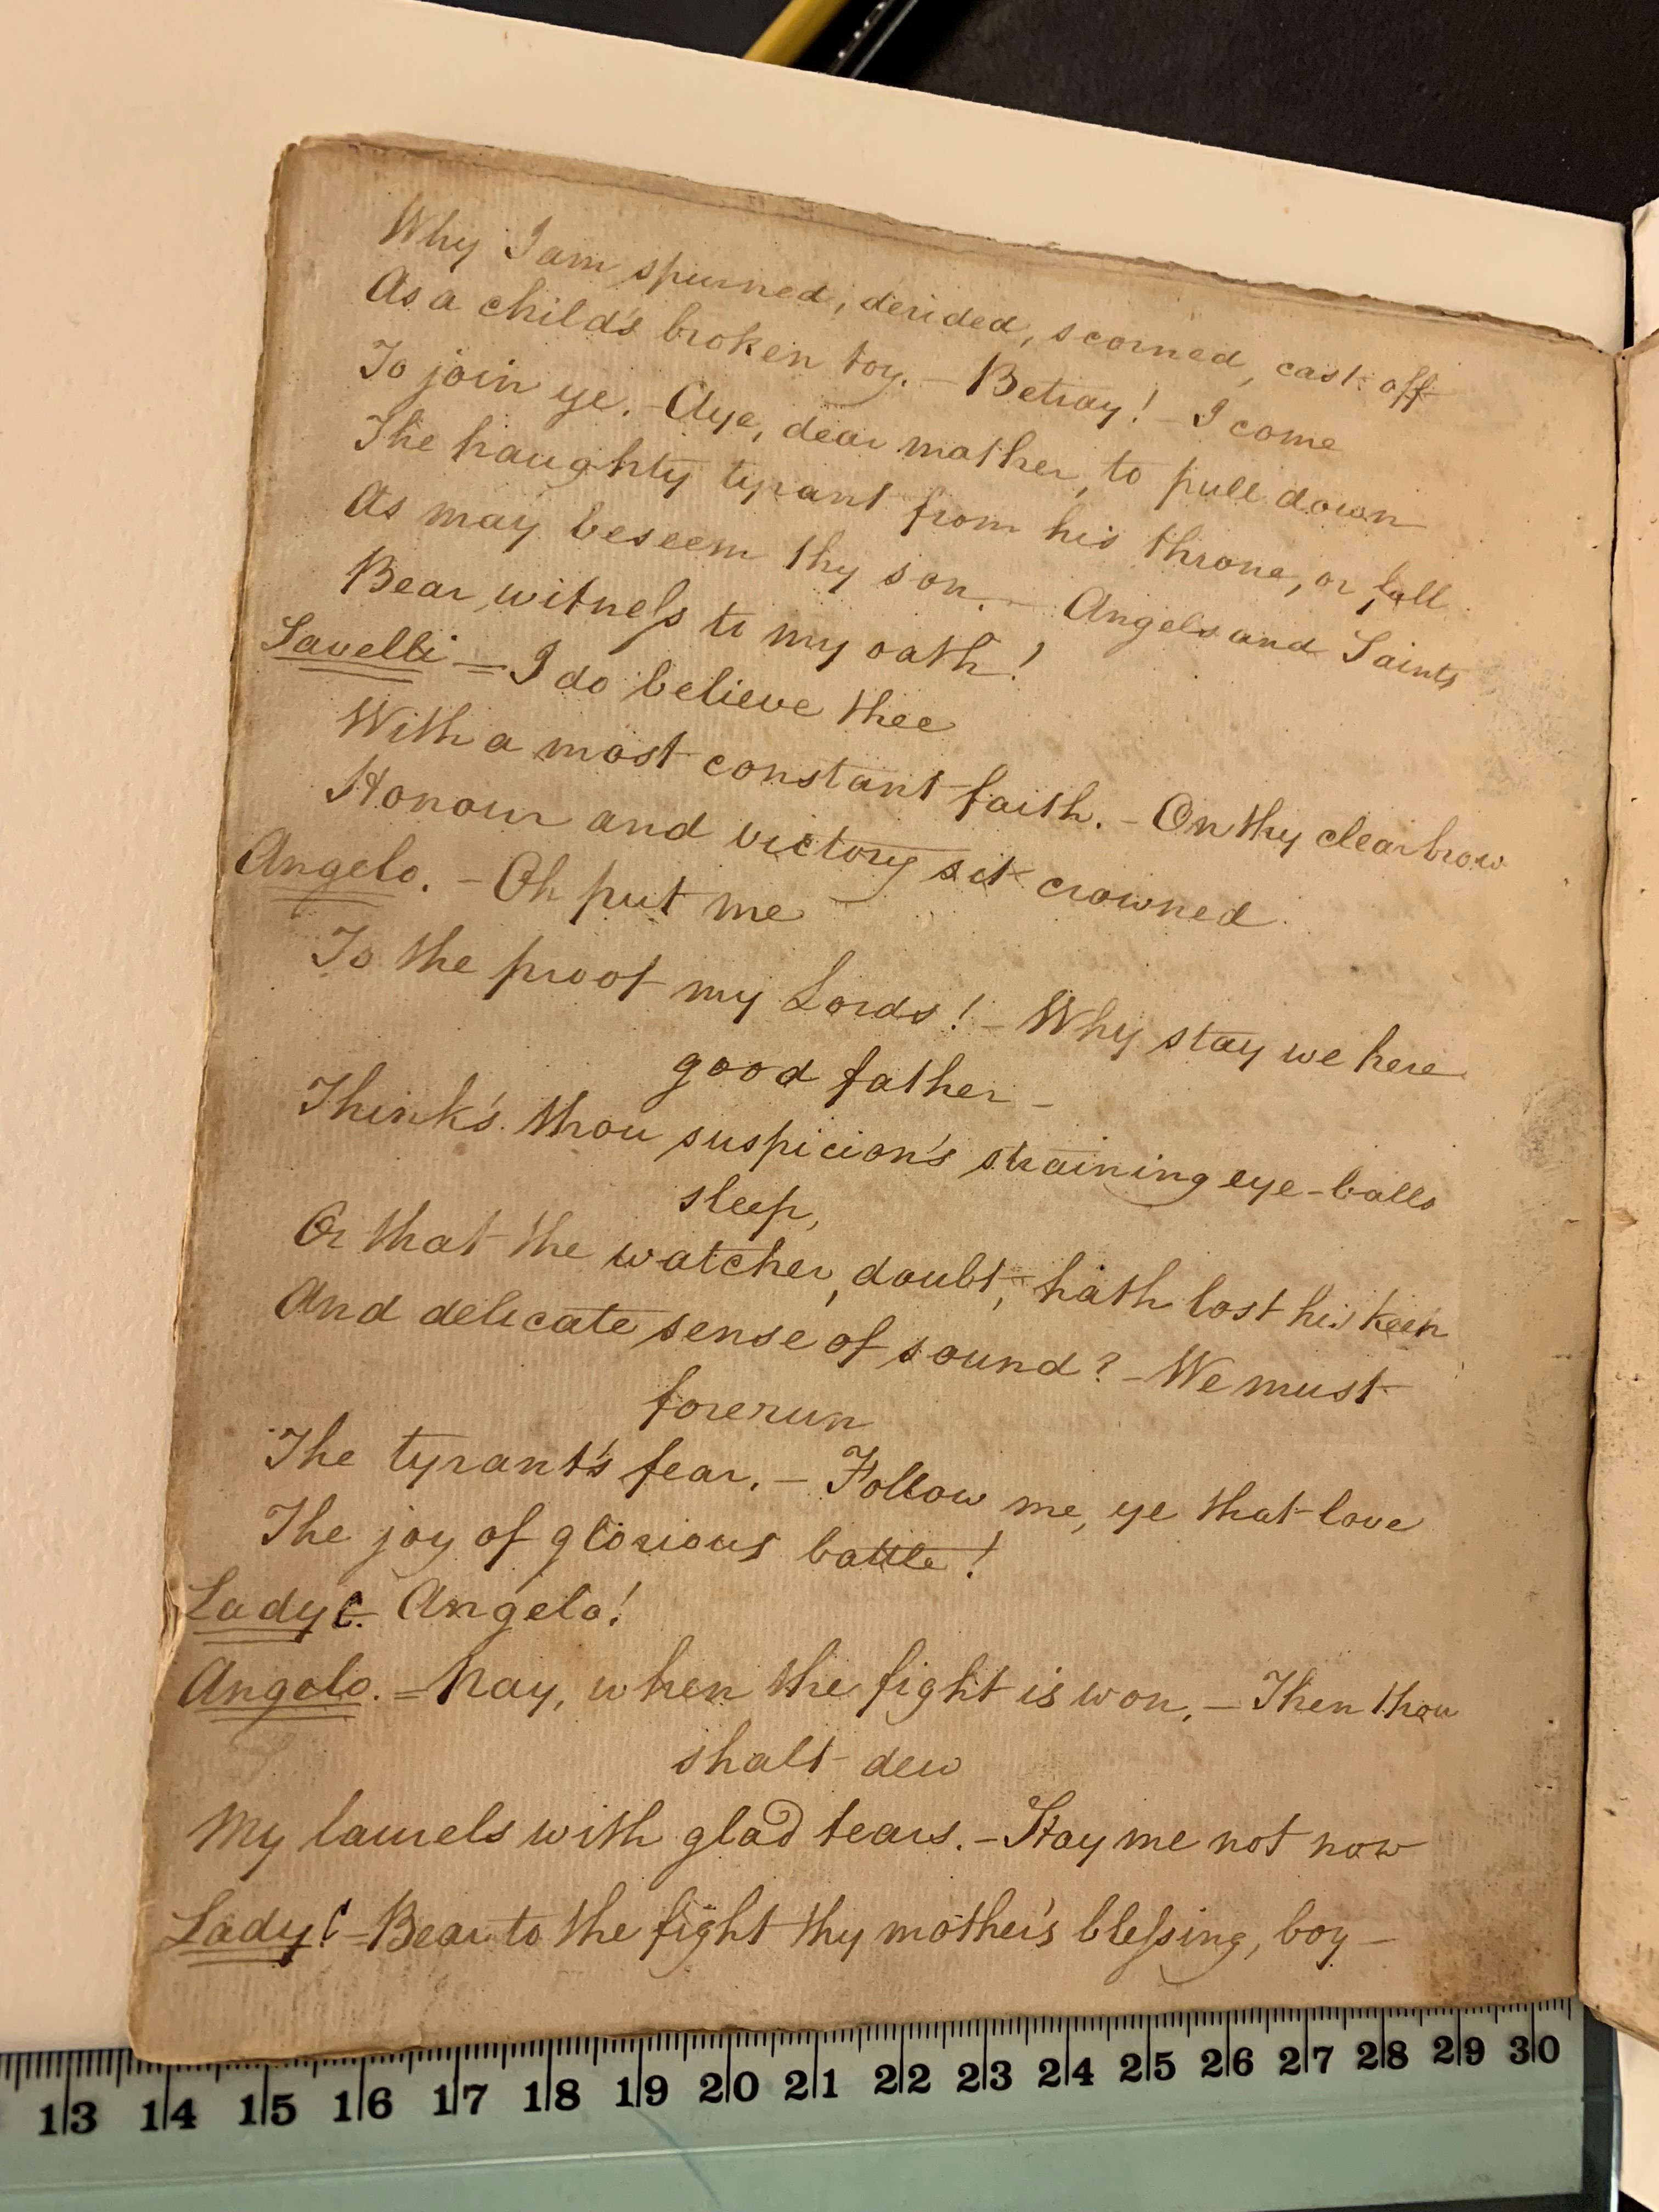 Why I am spurned, derided, scorned, cast off
As a child's broken toy. – Betray! – I come
To join ye. – Aye, dear mother, to pull down
The haughty tyrant from his throne, or fall
As may beseem thy son. – Angels and Saints
Bear witneſs to my oath!
Savelli = I do believe thee
With a most constant faith. – On thy clear brow
Honour and victory sit crowned
Angelo. – Oh put me
To the proof my Lords! – Why stay we here
good father –
Think's thou suspicion's straining eye-balls
sleep,
Or that the watcher, doubt, hath lost his keen
And delicate sense of sound? – We must
forerun
The tyrant's fear. – Follow me, ye that love
The joy of glorious battle!
Lady C. Angelo!
Angelo. = Nay, when the fight is won, – Then thou
shalt dew
My laurels with glad tears. – Stay me not now
Lady C = Bear to the fight thy mother's bleſsing, boy –
13 14 15 16 17 18 19 20 21 22 23 24 25 26 27 28 29 30